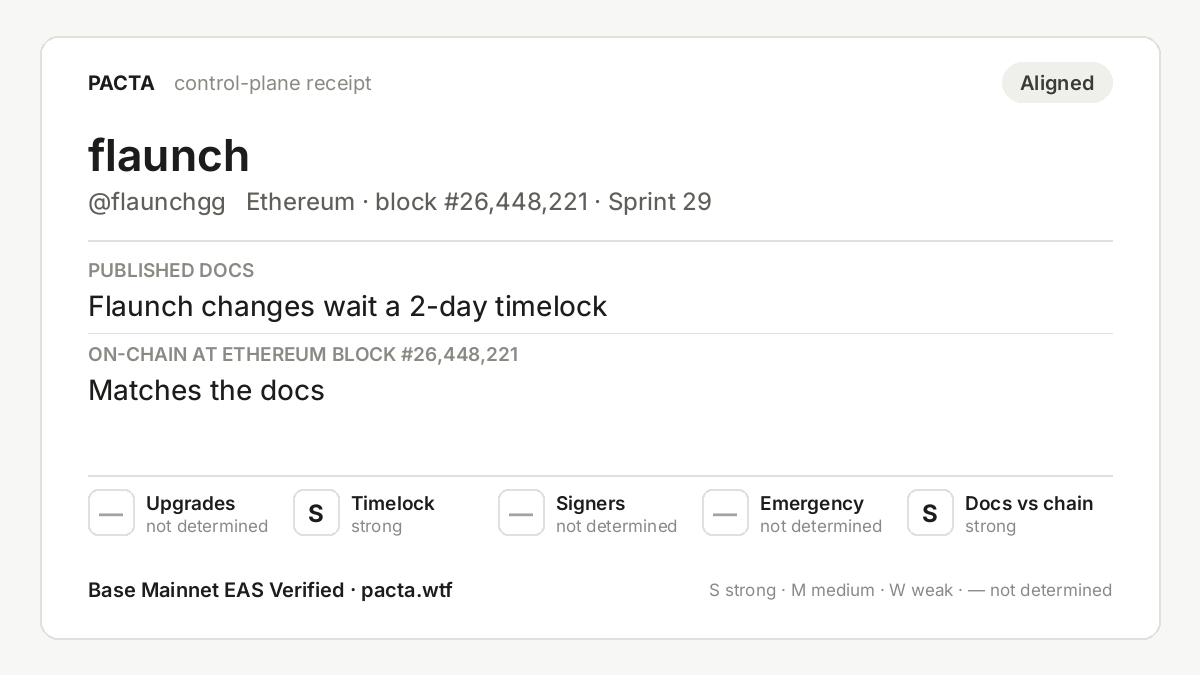 PACTA control-plane receipt Aligned
flaunch
@flaunchgg Ethereum · block #26,448,221 · Sprint 29
PUBLISHED DOCS
Flaunch changes wait a 2-day timelock
ON-CHAIN AT ETHEREUM BLOCK #26,448,221
Matches the docs
— Upgrades not determined
S Timelock strong
— Signers not determined
— Emergency not determined
S Docs vs chain strong
Base Mainnet EAS Verified · pacta.wtf
S strong · M medium · W weak · — not determined